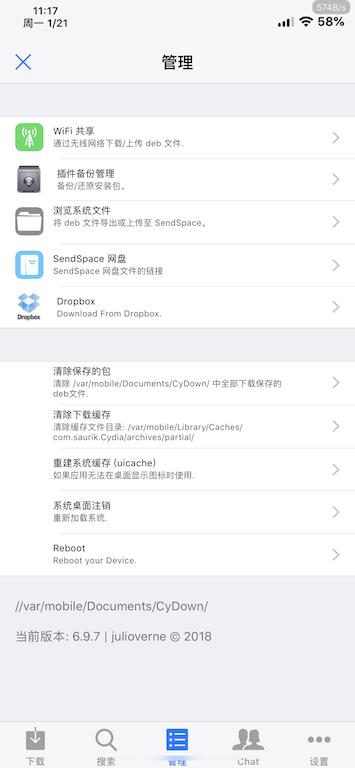 574B/s
11:17
周一 1/21
58%
管理
WiFi 共享
通过无线网络下载/上传 deb 文件.
插件备份管理
备份/还原安装包。
浏览系统文件
将 deb 文件导出或上传至 SendSpace。
SendSpace 网盘
SendSpace 网盘文件的链接
Dropbox
Dropbox
Download From Dropbox.
清除保存的包
清除 /var/mobile/Documents/CyDown/ 中全部下载保存的
deb文件.
清除下载缓存
清除缓存文件目录: /var/mobile/Library/Caches/
com.saurik.Cydia/archives/partial/
重建系统缓存 (uicache)
如果应用无法在桌面显示图标时使用.
系统桌面注销
重新加载系统.
Reboot
Reboot your Device.
//var/mobile/Documents/CyDown/
当前版本: 6.9.7 | julioverne © 2018
下载
搜索
管理
Chat
设置